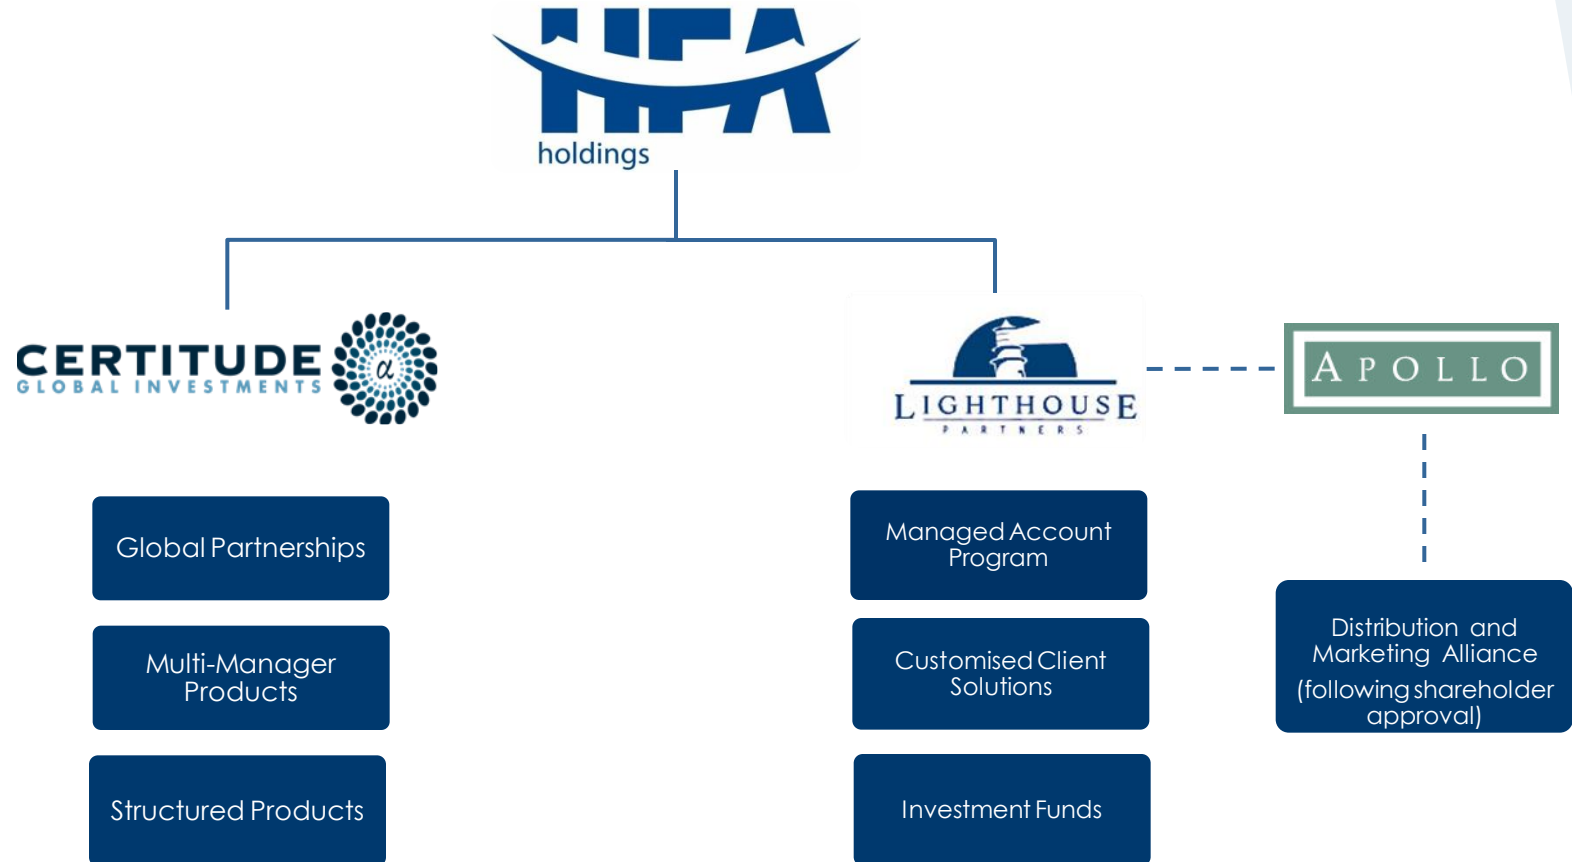 HFA
holdings
CERTITUDE
GLOBAL INVESTMENTS
α
LIGHTHOUSE
PARTNERS
APOLLO
Global Partnerships
Multi-Manager
Products
Structured Products
Managed Account
Program
Customised Client
Solutions
Investment Funds
Distribution and
Marketing Alliance
(following shareholder
approval)